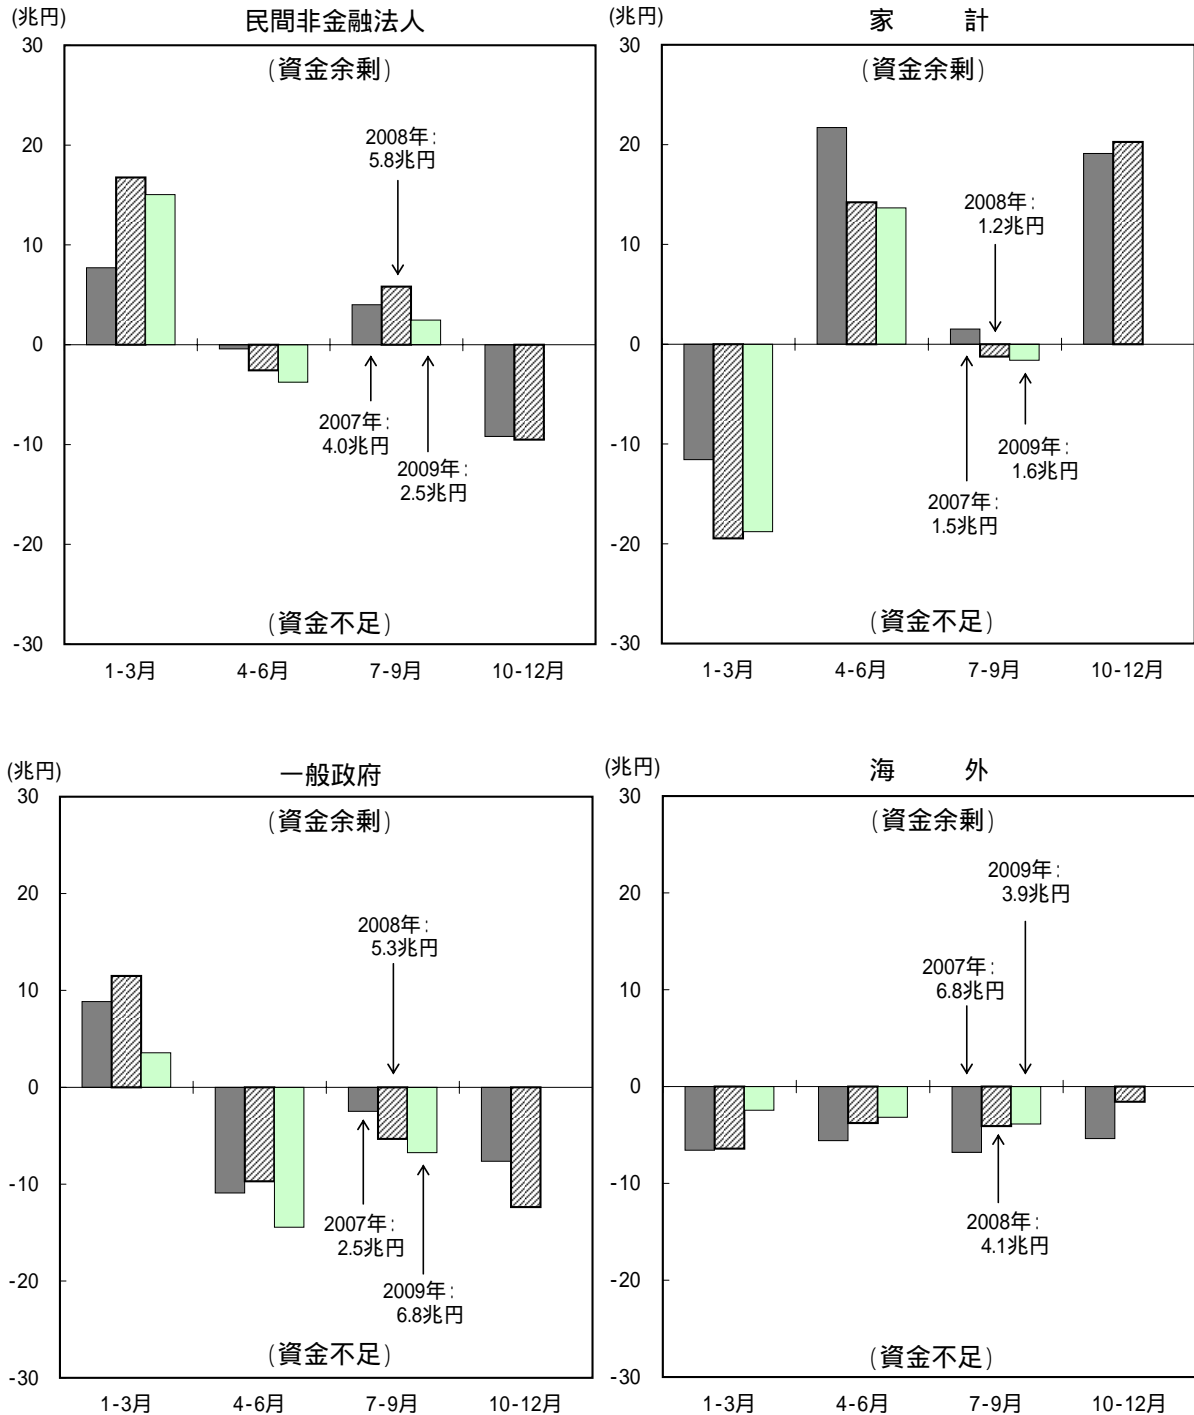 (兆円)
民間非金融法人
30
(資金余剰)
20
2008年:
5.8兆円
10
0
2007年:
4.0兆円
-10
2009年:
2.5兆円
-20
(資金不足)
-30
1-3月 4-6月 7-9月 10-12月
(兆円)
家 計
30
(資金余剰)
20
2008年:
1.2兆円
10
0
-10
2009年:
1.6兆円
2007年:
1.5兆円
-20
(資金不足)
-30
1-3月 4-6月 7-9月 10-12月
(兆円)
一般政府
30
(資金余剰)
20
2008年:
5.3兆円
10
0
-10
2007年:
2.5兆円
-20
2009年:
6.8兆円
(資金不足)
-30
1-3月 4-6月 7-9月 10-12月
(兆円)
海 外
30
(資金余剰)
2009年:
3.9兆円
20
2007年:
6.8兆円
10
0
-10
2008年:
4.1兆円
-20
(資金不足)
-30
1-3月 4-6月 7-9月 10-12月